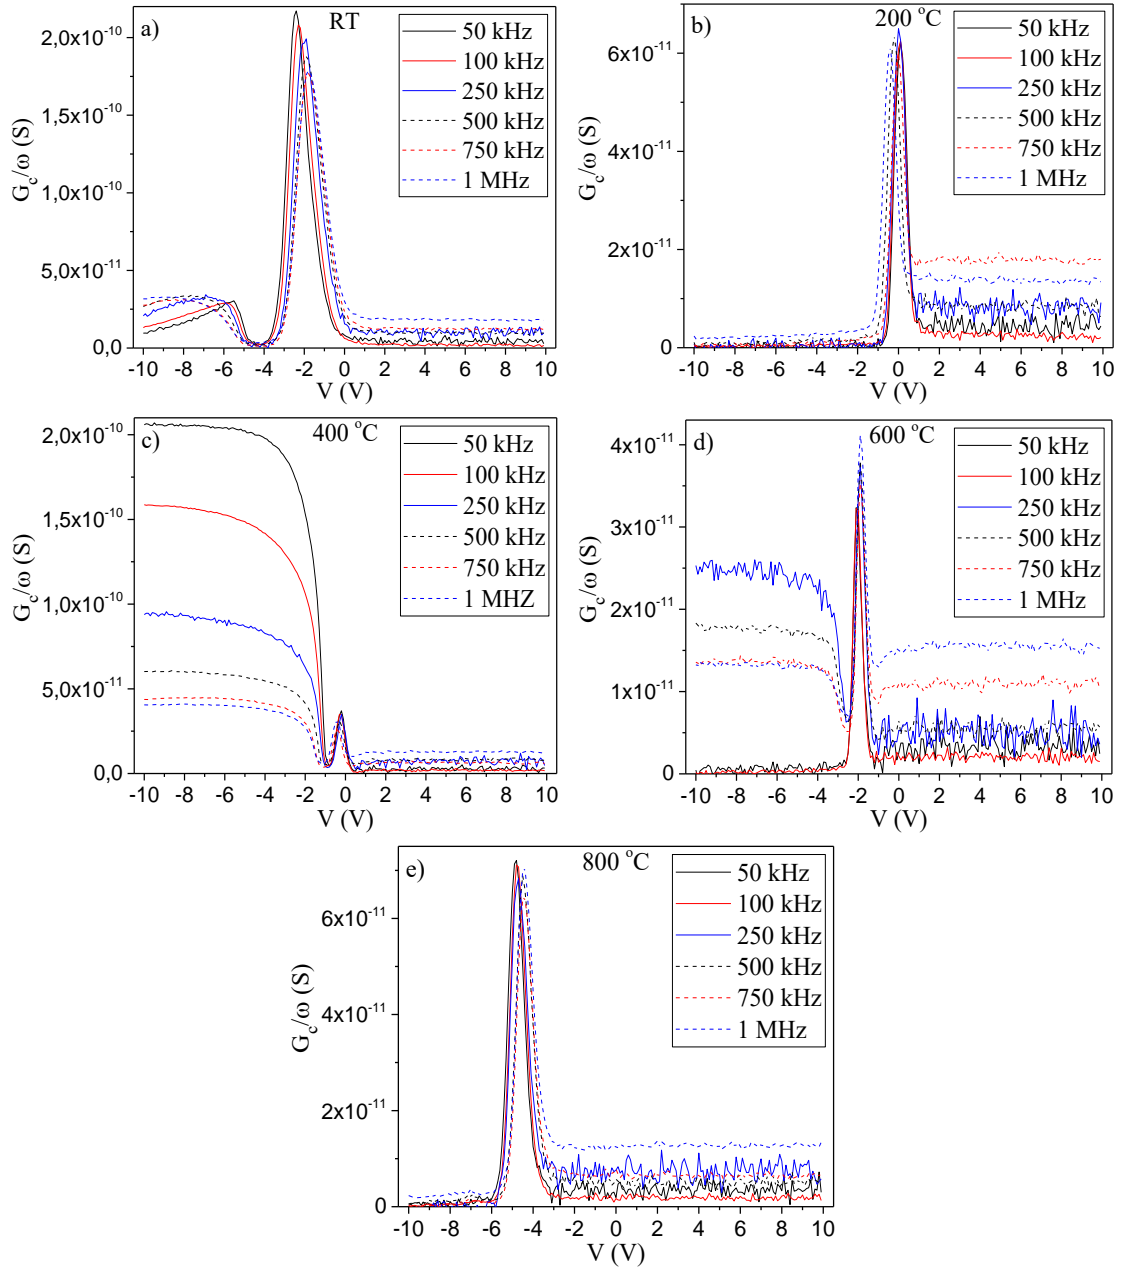 a)
RT
50 kHz
100 kHz
250 kHz
500 kHz
750 kHz
1 MHz
2,0x10⁻¹⁰
1,5x10⁻¹⁰
1,0x10⁻¹⁰
5,0x10⁻¹¹
0,0
G_c/ω (S)
-10 -8 -6 -4 -2 0 2 4 6 8 10
V (V)
b)
200 °C
50 kHz
100 kHz
250 kHz
500 kHz
750 kHz
1 MHz
6x10⁻¹¹
4x10⁻¹¹
2x10⁻¹¹
0
G_c/ω (S)
-10 -8 -6 -4 -2 0 2 4 6 8 10
V (V)
c)
400 °C
50 kHz
100 kHz
250 kHz
500 kHz
750 kHz
1 MHZ
2,0x10⁻¹⁰
1,5x10⁻¹⁰
1,0x10⁻¹⁰
5,0x10⁻¹¹
0,0
G_c/ω (S)
-10 -8 -6 -4 -2 0 2 4 6 8 10
V (V)
d)
600 °C
50 kHz
100 kHz
250 kHz
500 kHz
750 kHz
1 MHz
4x10⁻¹¹
3x10⁻¹¹
2x10⁻¹¹
1x10⁻¹¹
0
G_c/ω (S)
-10 -8 -6 -4 -2 0 2 4 6 8 10
V (V)
e)
800 °C
50 kHz
100 kHz
250 kHz
500 kHz
750 kHz
1 MHz
6x10⁻¹¹
4x10⁻¹¹
2x10⁻¹¹
0
G_c/ω (S)
-10 -8 -6 -4 -2 0 2 4 6 8 10
V (V)